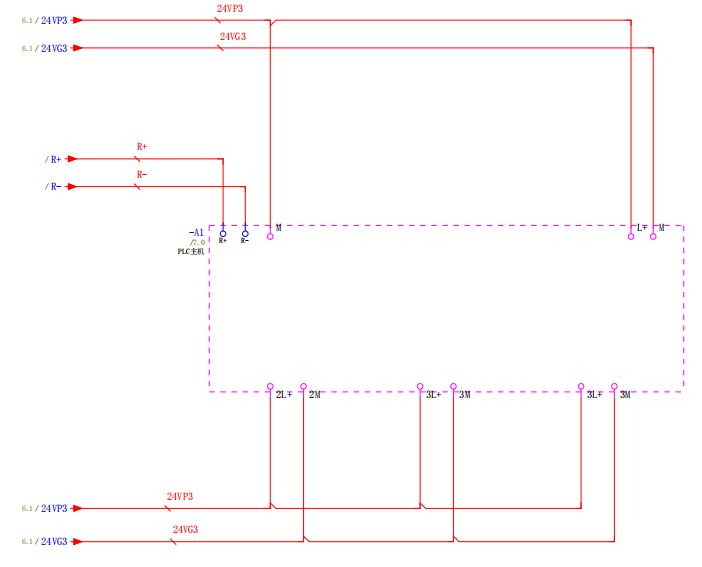 6.1/24VP3
24VP3
6.1/24VG3
24VG3
/R+
R+
/R-
R-
-A1
/7.0
PLC主机
R+
R-
M
L+
M
2L+
2M
3L+
3M
3L+
3M
6.1/24VP3
24VP3
6.1/24VG3
24VG3